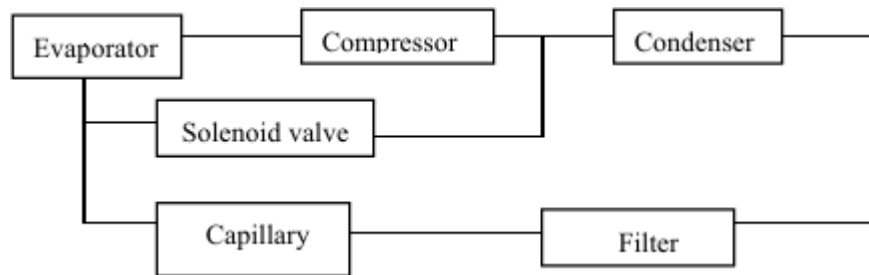 Evaporator
Compressor
Condenser
Solenoid valve
Capillary
Filter